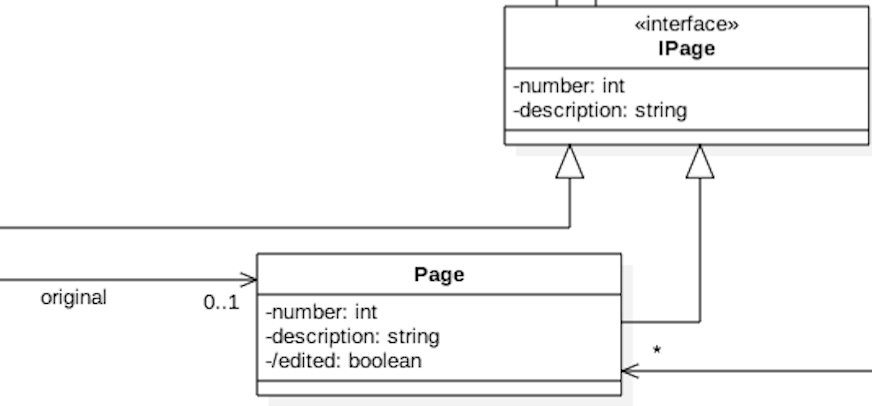 «interface»
IPage
-number: int
-description: string
Page
original
0..1
-number: int
-description: string
-/edited: boolean
*